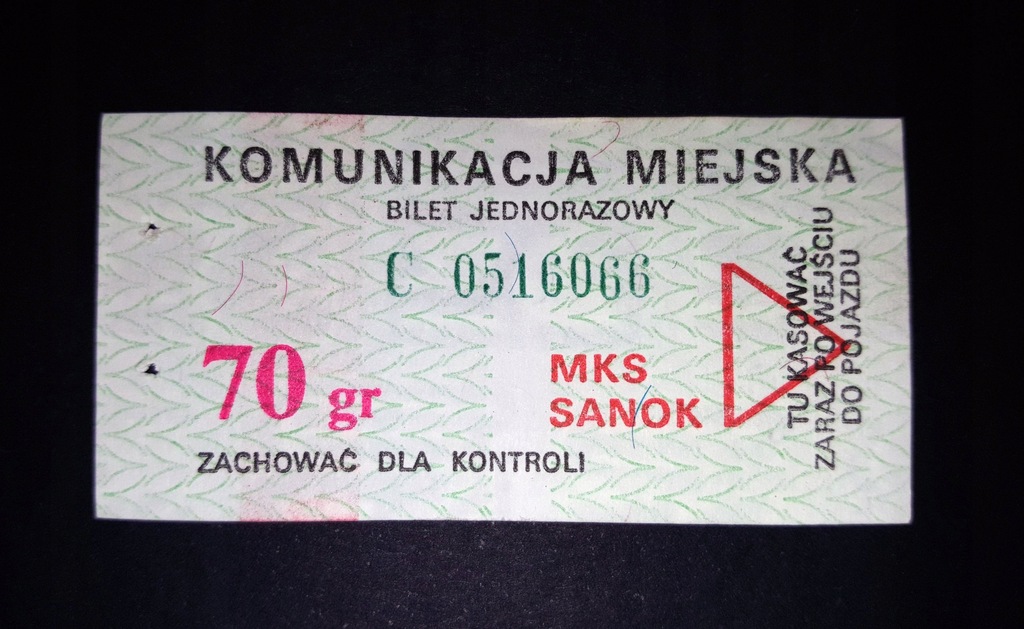 KOMUNIKACJA MIEJSKA
BILET JEDNORAZOWY
C 0516066
70 gr
MKS
SANOK
ZACHOWAĆ DLA KONTROLI
TU KASOWAĆ
ZARAZ PO WEJŚCIU
DO POJAZDU